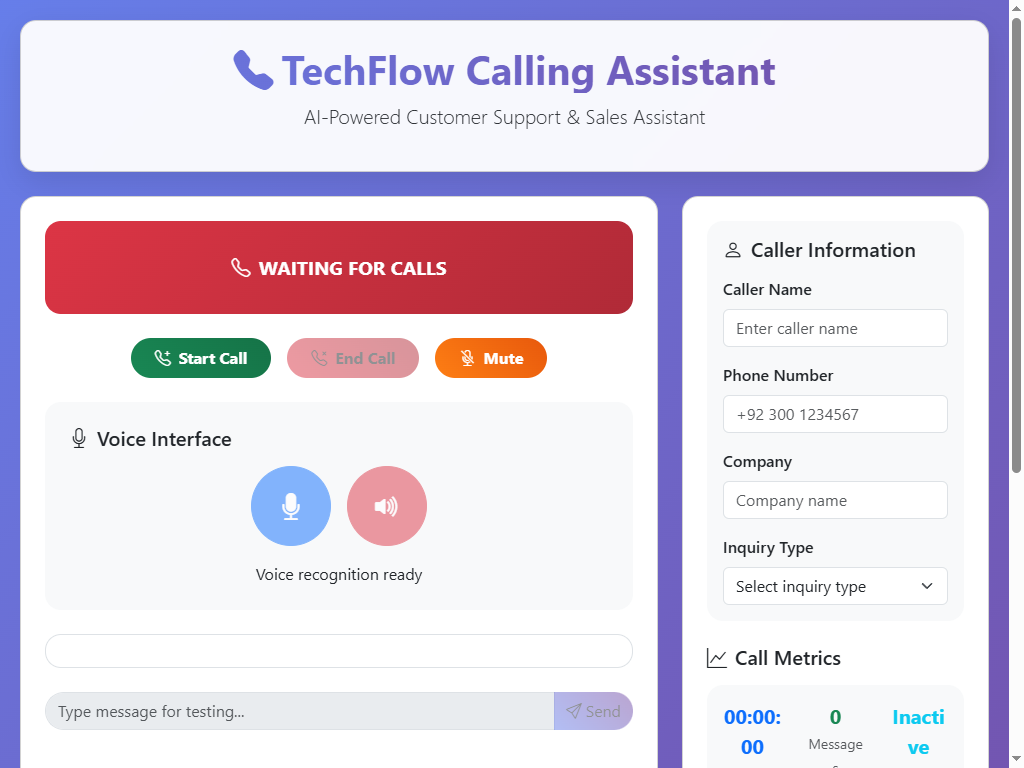 TechFlow Calling Assistant
AI-Powered Customer Support & Sales Assistant
WAITING FOR CALLS
Start Call
End Call
Mute
Voice Interface
Voice recognition ready
Type message for testing...
Send
Caller Information
Caller Name
Enter caller name
Phone Number
+92 300 1234567
Company
Company name
Inquiry Type
Select inquiry type
Call Metrics
00:00:
00
0
Message
Inacti
ve